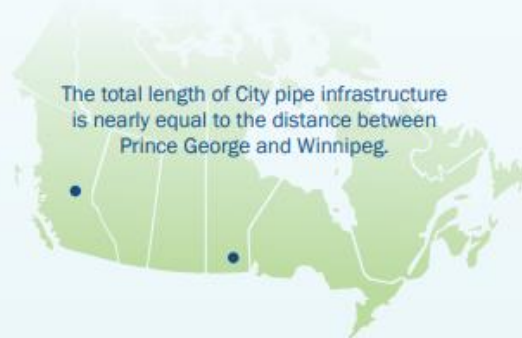 The total length of City pipe infrastructure
is nearly equal to the distance between
Prince George and Winnipeg.